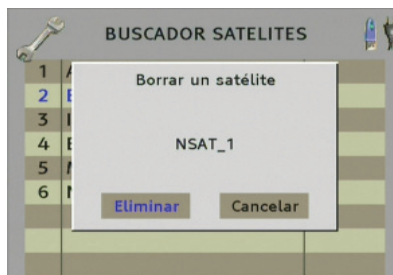 BUSCADOR SATELITES
Borrar un satélite
1
2
3
4
5
6
NSAT_1
Eliminar
Cancelar